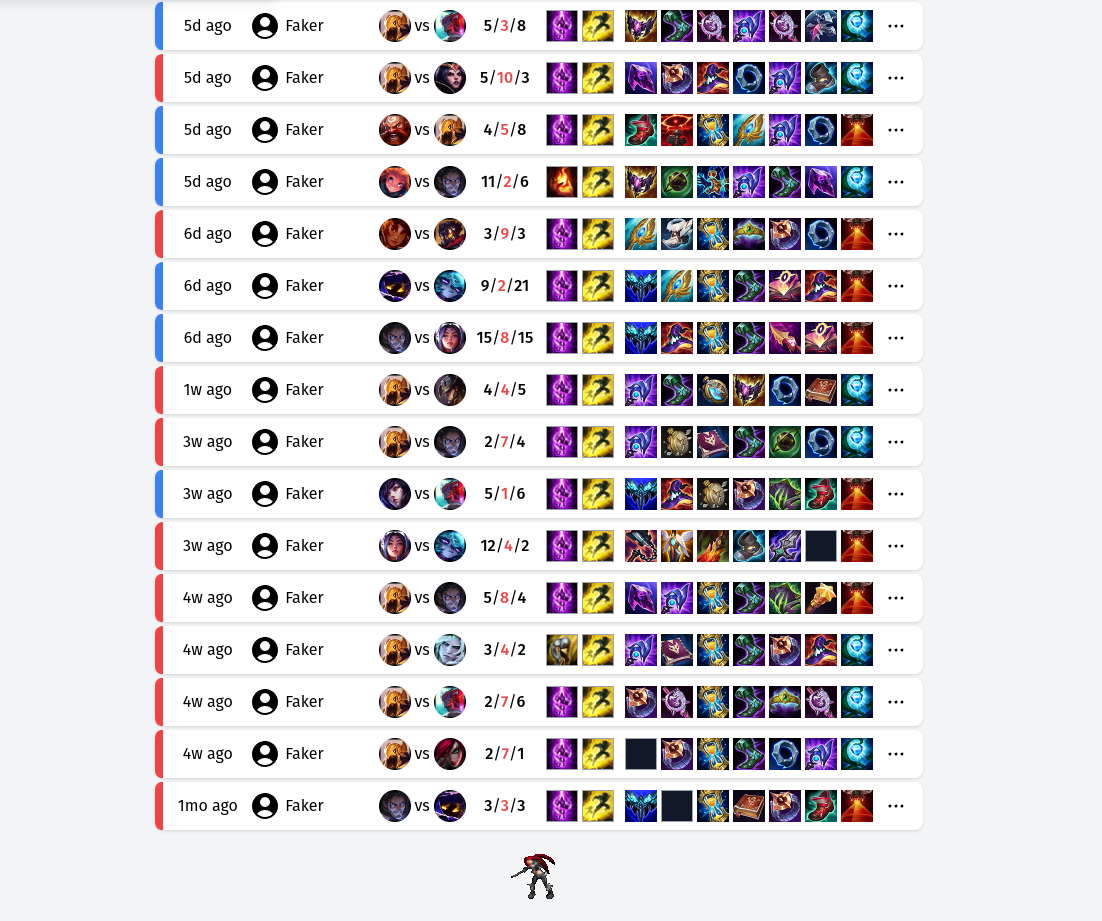 5d ago Faker vs 5/3/8 ...
5d ago Faker vs 5/10/3 ...
5d ago Faker vs 4/5/8 ...
5d ago Faker vs 11/2/6 ...
6d ago Faker vs 3/9/3 ...
6d ago Faker vs 9/2/21 ...
6d ago Faker vs 15/8/15 ...
1w ago Faker vs 4/4/5 ...
3w ago Faker vs 2/7/4 ...
3w ago Faker vs 5/1/6 ...
3w ago Faker vs 12/4/2 ...
4w ago Faker vs 5/8/4 ...
4w ago Faker vs 3/4/2 ...
4w ago Faker vs 2/7/6 ...
4w ago Faker vs 2/7/1 ...
1mo ago Faker vs 3/3/3 ...